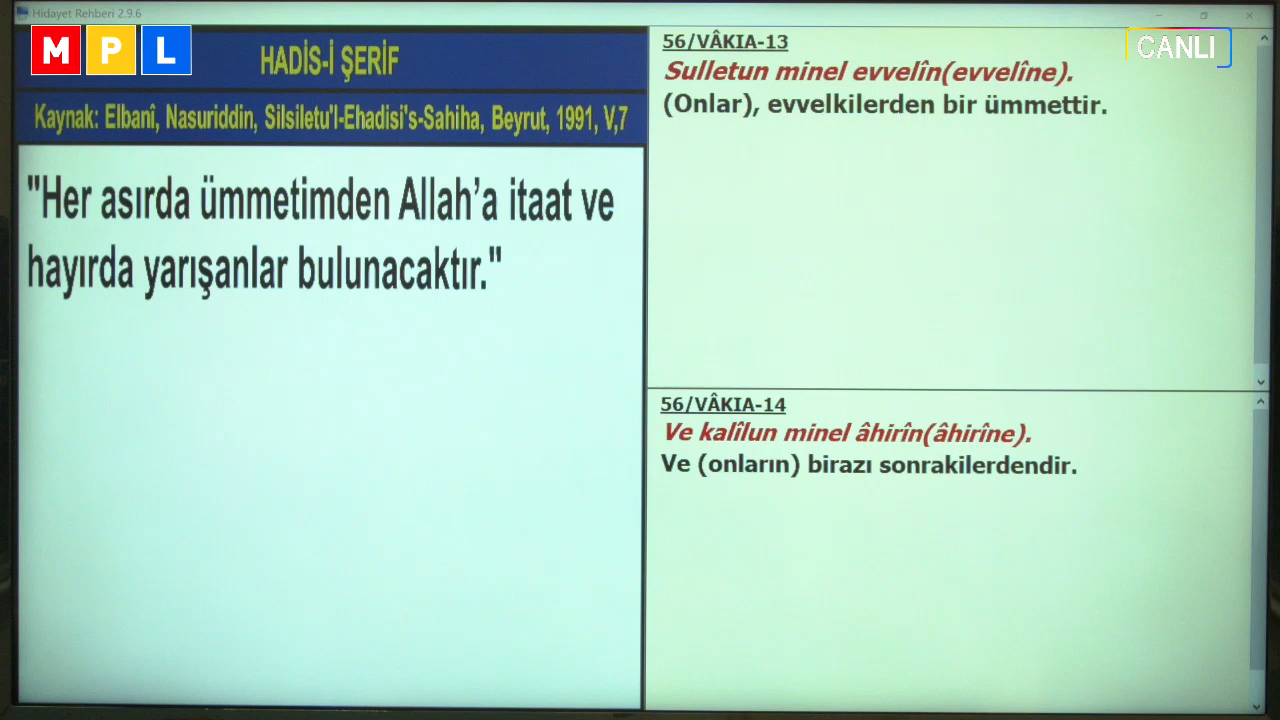 Hidayet Rehberi 2.9.6
MPL
CANLI
HADİS-İ ŞERİF
Kaynak: Elbanî, Nasuriddin, Silsiletu'l-Ehadisi's-Sahiha, Beyrut, 1991, V,7
"Her asırda ümmetimden Allah’a itaat ve
hayırda yarışanlar bulunacaktır."
56/VÂKIA-13
Sulletun minel evvelîn(evvelîne).
(Onlar), evvelkilerden bir ümmettir.
56/VÂKIA-14
Ve kalîlun minel âhirîn(âhirîne).
Ve (onların) birazı sonrakilerdendir.